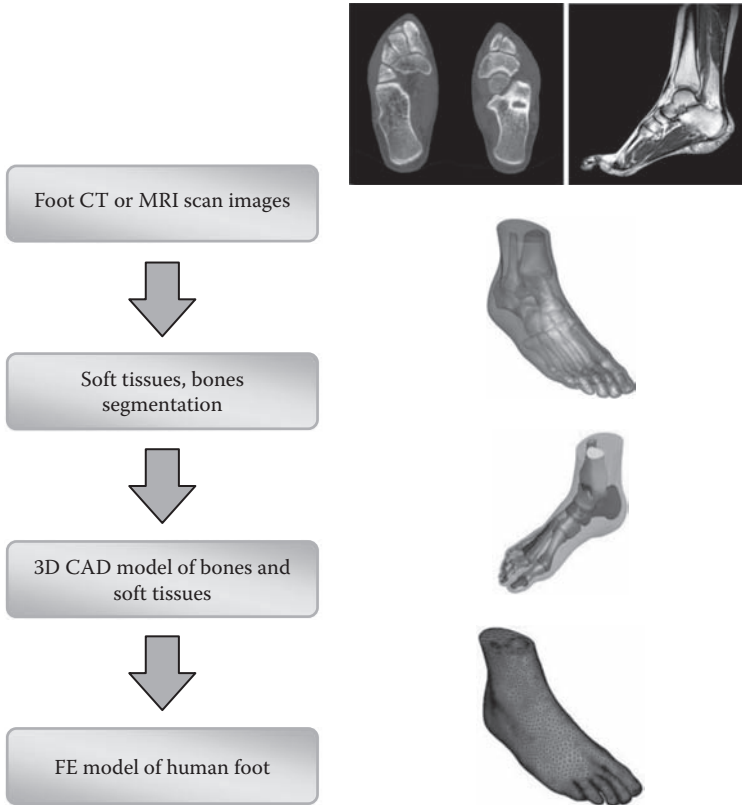 Foot CT or MRI scan images
Soft tissues, bones
segmentation
3D CAD model of bones and
soft tissues
FE model of human foot